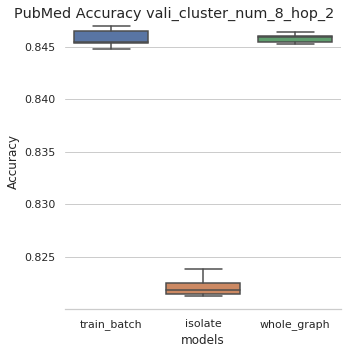 PubMed Accuracy vali_cluster_num_8_hop_2
0.845
0.840
0.835
0.830
0.825
Accuracy
train_batch
isolate
whole_graph
models